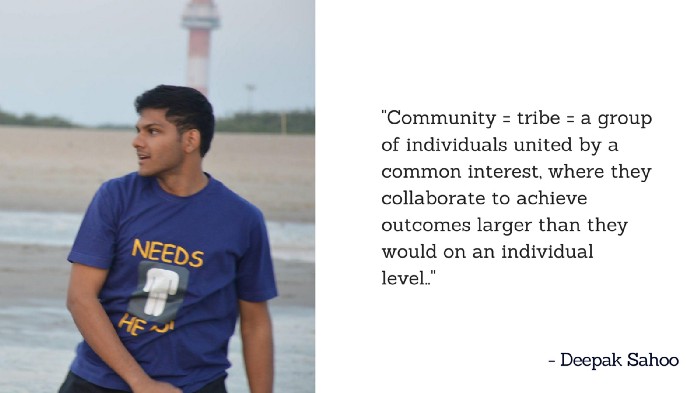 NEEDS
"Community = tribe = a group
of individuals united by a
common interest, where they
collaborate to achieve
outcomes larger than they
would on an individual
level.."
- Deepak Sahoo